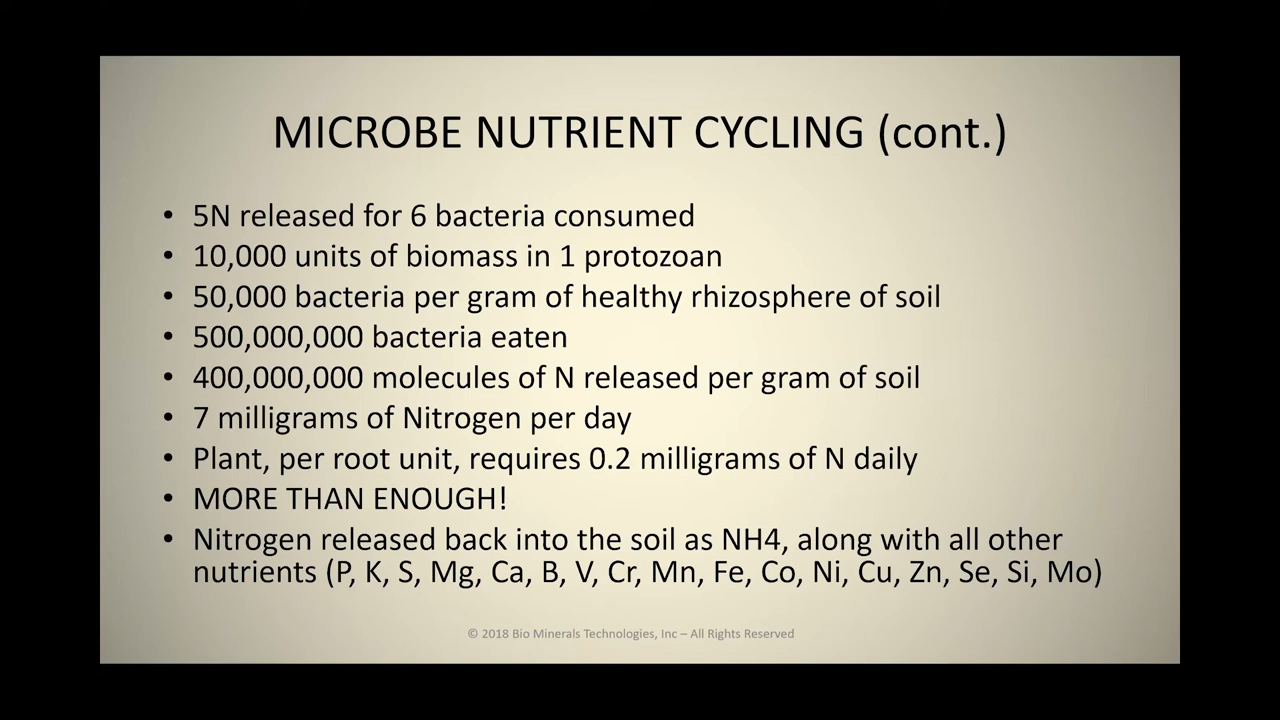 MICROBE NUTRIENT CYCLING (cont.)
• 5N released for 6 bacteria consumed
• 10,000 units of biomass in 1 protozoan
• 50,000 bacteria per gram of healthy rhizosphere of soil
• 500,000,000 bacteria eaten
• 400,000,000 molecules of N released per gram of soil
• 7 milligrams of Nitrogen per day
• Plant, per root unit, requires 0.2 milligrams of N daily
• MORE THAN ENOUGH!
• Nitrogen released back into the soil as NH4, along with all other
nutrients (P, K, S, Mg, Ca, B, V, Cr, Mn, Fe, Co, Ni, Cu, Zn, Se, Si, Mo)
© 2018 Bio Minerals Technologies, Inc – All Rights Reserved